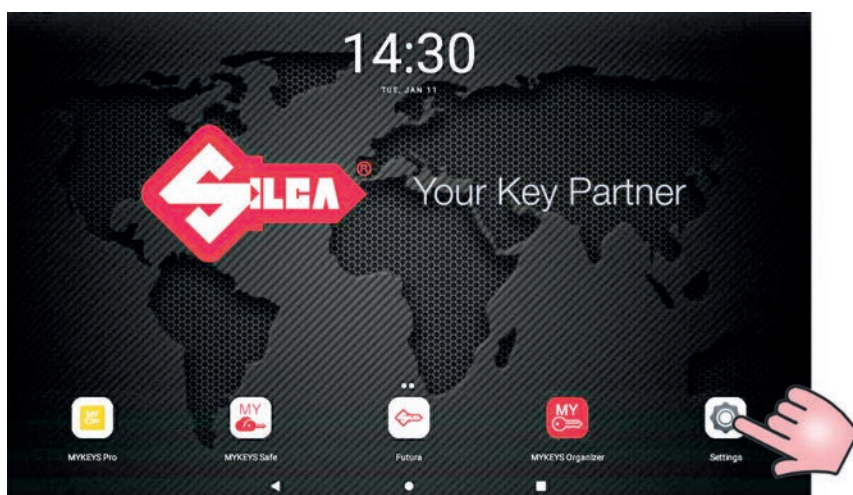 14:30
TUE, JAN 11
SILCA®
Your Key Partner
MY
MY
MY
MYKEYS Pro
MYKEYS Safe
Futura
MYKEYS Organizer
Settings